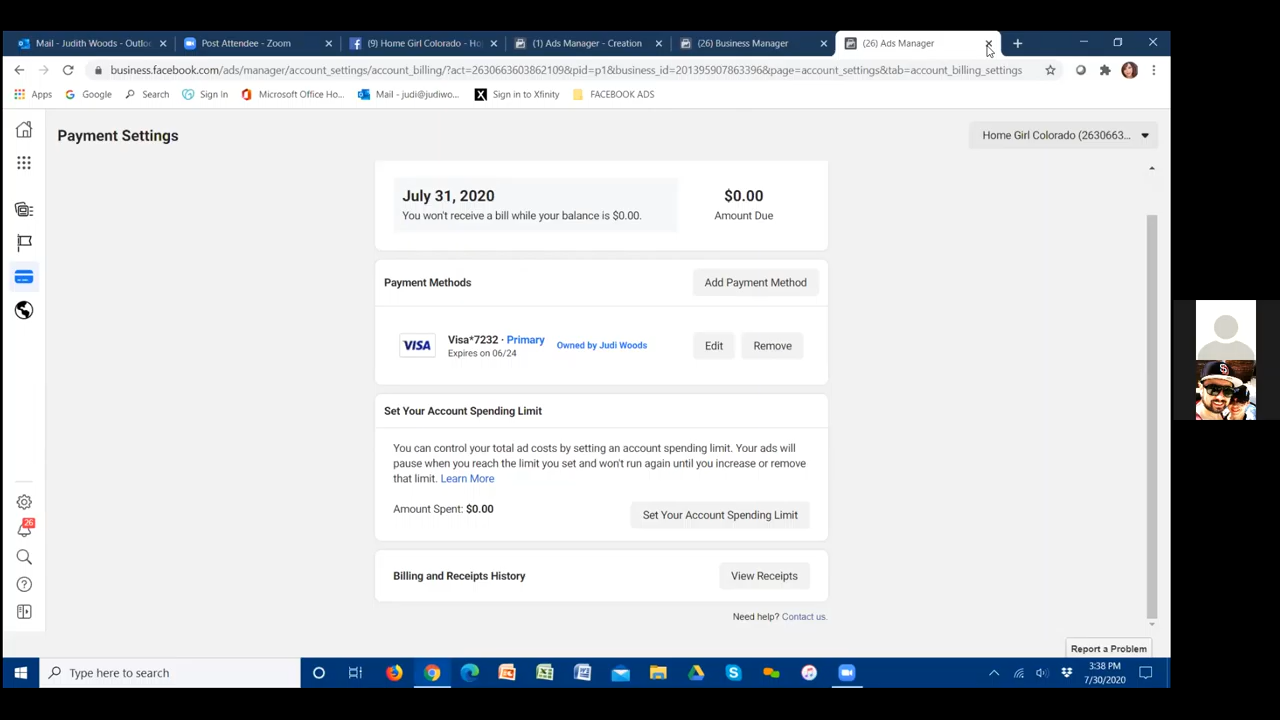 Mail - Judith Woods - Outloo
Post Attendee - Zoom
(9) Home Girl Colorado - Ho
(1) Ads Manager - Creation
(26) Business Manager
(26) Ads Manager
business.facebook.com/ads/manager/account_settings/account_billing/?act=2630663603862109&pid=p1&business_id=201395907863396&page=account_settings&tab=account_billing_settings
Apps
Google
Search
Sign In
Microsoft Office Ho...
Mail - judi@judiwo...
Sign in to Xfinity
FACEBOOK ADS
Payment Settings
Home Girl Colorado (2630663...
July 31, 2020
$0.00
You won't receive a bill while your balance is $0.00.
Amount Due
Payment Methods
Add Payment Method
VISA
Visa*7232 · Primary
Owned by Judi Woods
Expires on 06/24
Edit
Remove
Set Your Account Spending Limit
You can control your total ad costs by setting an account spending limit. Your ads will
pause when you reach the limit you set and won't run again until you increase or remove
that limit. Learn More
Amount Spent: $0.00
Set Your Account Spending Limit
26
Billing and Receipts History
View Receipts
Need help? Contact us.
Report a Problem
Type here to search
3:38 PM
7/30/2020